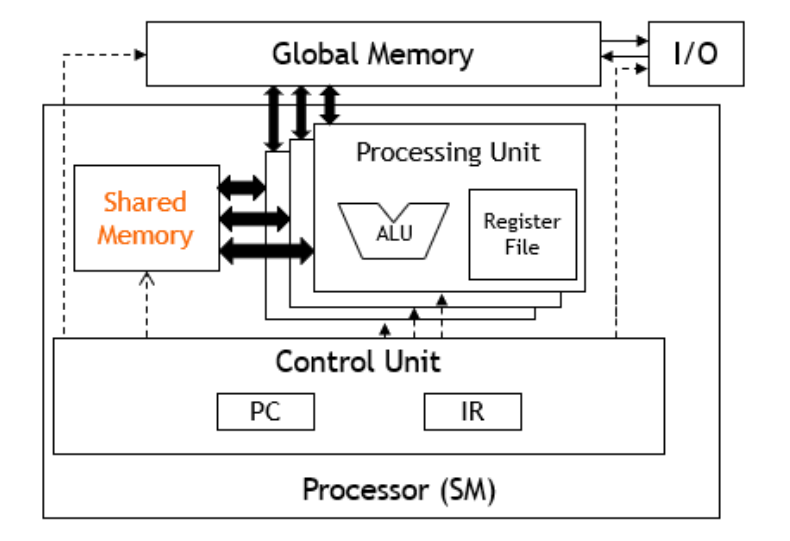 Global Memory
I/O
Processing Unit
Shared
Memory
ALU
Register
File
Control Unit
PC
IR
Processor (SM)